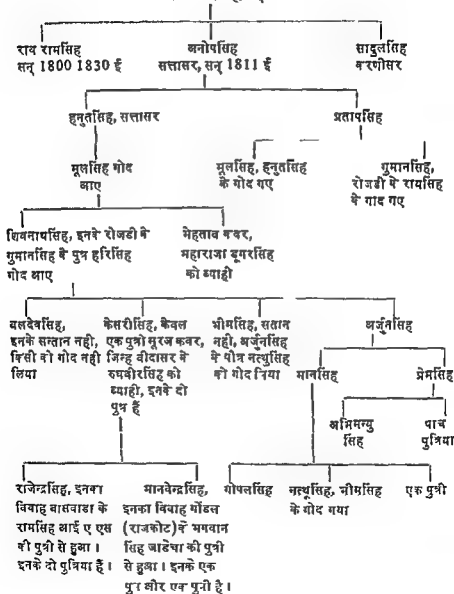 राय रामसिंह
सन् 1800 1830 ई
अनोपसिंह
सत्तासर, सन् 1811 ई
सादुलसिंह
करणीसर
हनुतसिंह, सत्तासर
प्रतापसिंह
मूलसिंह गोद
आए
मूलसिंह, हनुतसिंह
के गोद गए
गुमानसिंह,
रोजडी के रायसिंह
के गाद गए
शिवनाथसिंह, इनके रोजडी के
गुमानसिंह के पुत्र हरिसिंह
गोद आए
मेहताब कवर,
महाराजा डूगरसिंह
को ब्याही
बलदेवसिंह,
इनके सन्तान नही,
किसी को गोद नही
लिया
केसरीसिंह, केवल
एक पुत्री सुरज कवर,
जिन्ह बीदासर के
रघबीरसिंह को
ब्याही, इनके दो
पुत्र हैं
भीमसिंह, सतान
नही, अर्जुनसिंह
के पौत्र नत्थुसिंह
को गोद लिया
अर्जुनसिंह
मानसिंह
प्रेमसिंह
अभिमन्यु
सिंह
पाच
पुत्रिया
राजेन्द्रसिंह, इनका
विवाह बासवाडा के
रामसिंह आई ए एस
की पुत्री से हुआ ।
इनके दो पुत्रिया हैं ।
मानवेन्द्रसिंह,
इनका विवाह गोंडल
(राजकोट) के भगवान
सिंह जाडेचा की पुत्री
से हुआ । इनके एक
पुत्र और एक पुत्री है ।
गोपलसिंह
नत्थूसिंह, भीमसिंह
के गोद गया
एक पुत्री